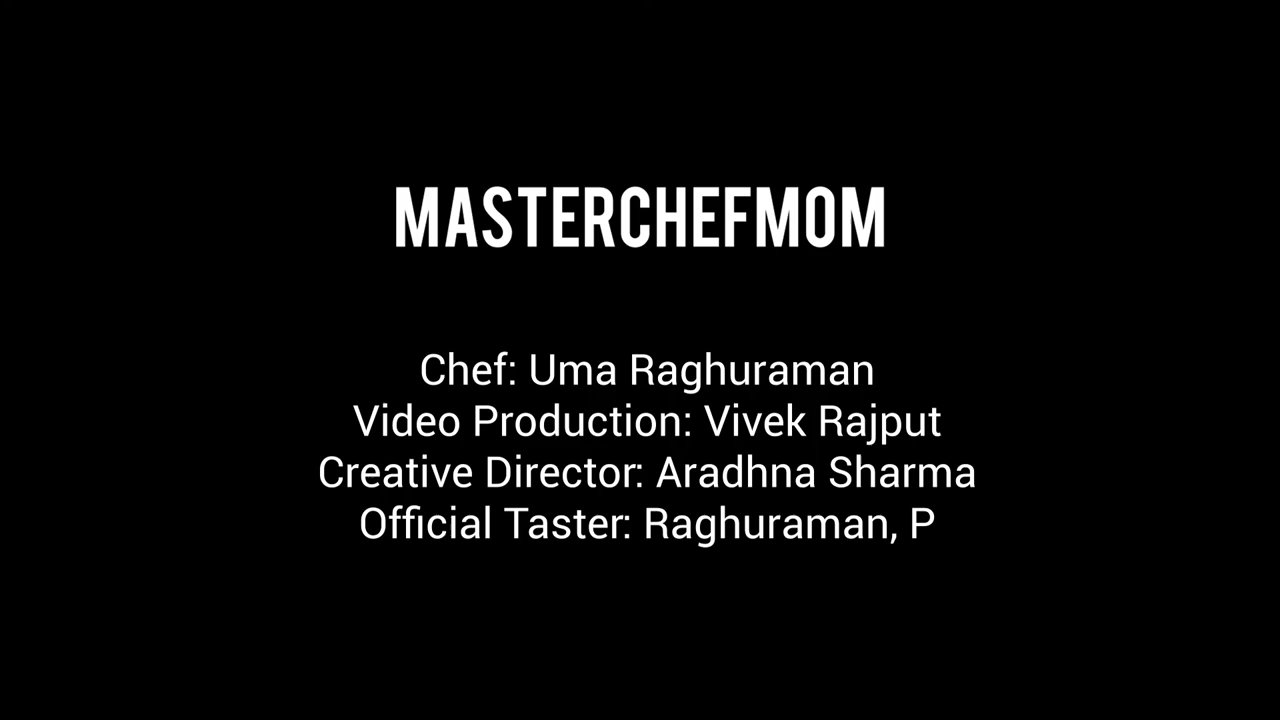 MASTERCHEFMOM
Chef: Uma Raghuraman
Video Production: Vivek Rajput
Creative Director: Aradhna Sharma
Official Taster: Raghuraman, P